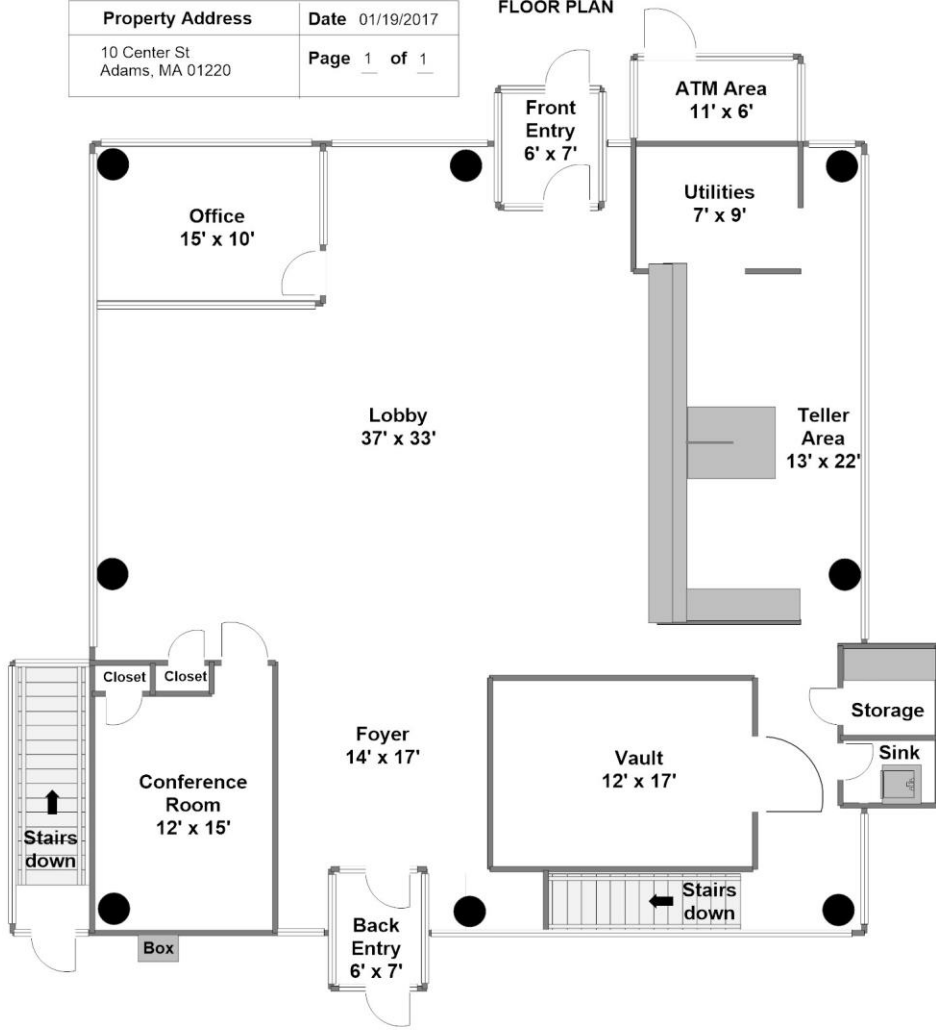 Property Address
Date 01/19/2017
FLOOR PLAN
10 Center St
Adams, MA 01220
Page 1 of 1
ATM Area
11' x 6'
Front
Entry
6' x 7'
Utilities
7' x 9'
Office
15' x 10'
Lobby
37' x 33'
Teller
Area
13' x 22'
Closet
Closet
Storage
Foyer
14' x 17'
Vault
12' x 17'
Sink
Conference
Room
12' x 15'
Stairs
down
Stairs
down
Back
Entry
6' x 7'
Box